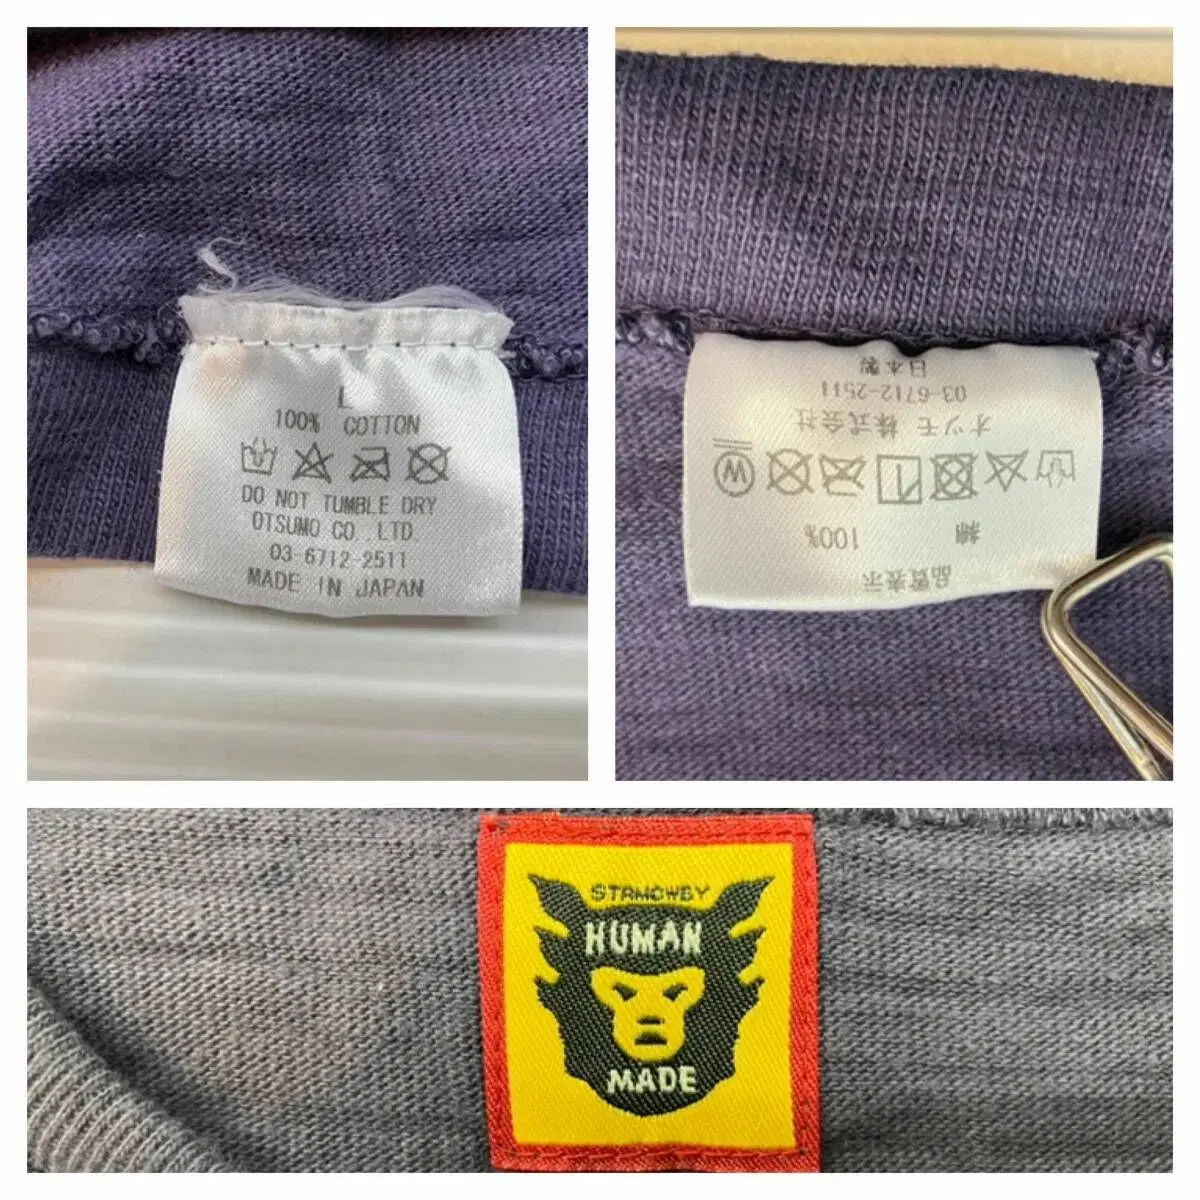 L
100% COTTON
DO NOT TUMBLE DRY
OTSUMO CO., LTD.
03-6712-2511
MADE IN JAPAN
品質表示
綿 100%
W
オツモ 株式会社
03-6712-2511
日本製
STRMCWBY
HUMAN
MADE